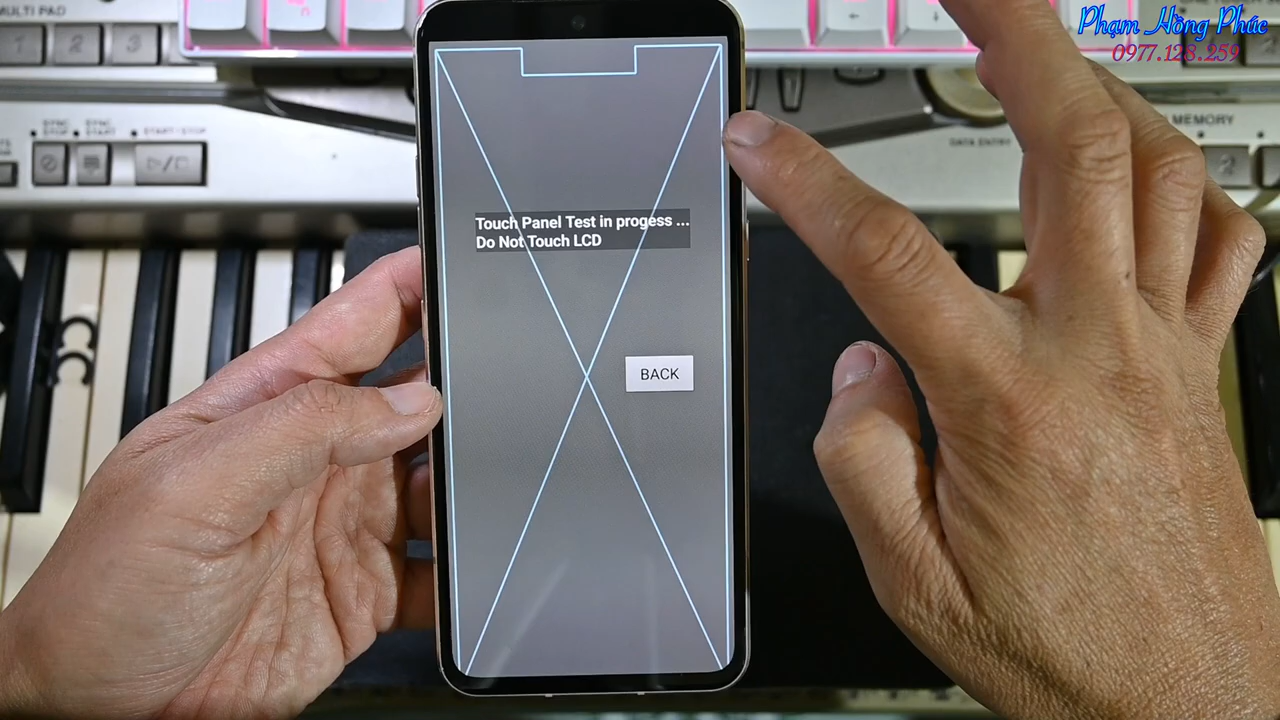 Phạm Hồng Phúc
0977.128.259
MULTI PAD
1
2
3
SYNC STOP
SYNC START
START / STOP
MEMORY
DATA ENTRY
2
Touch Panel Test in progess ...
Do Not Touch LCD
BACK